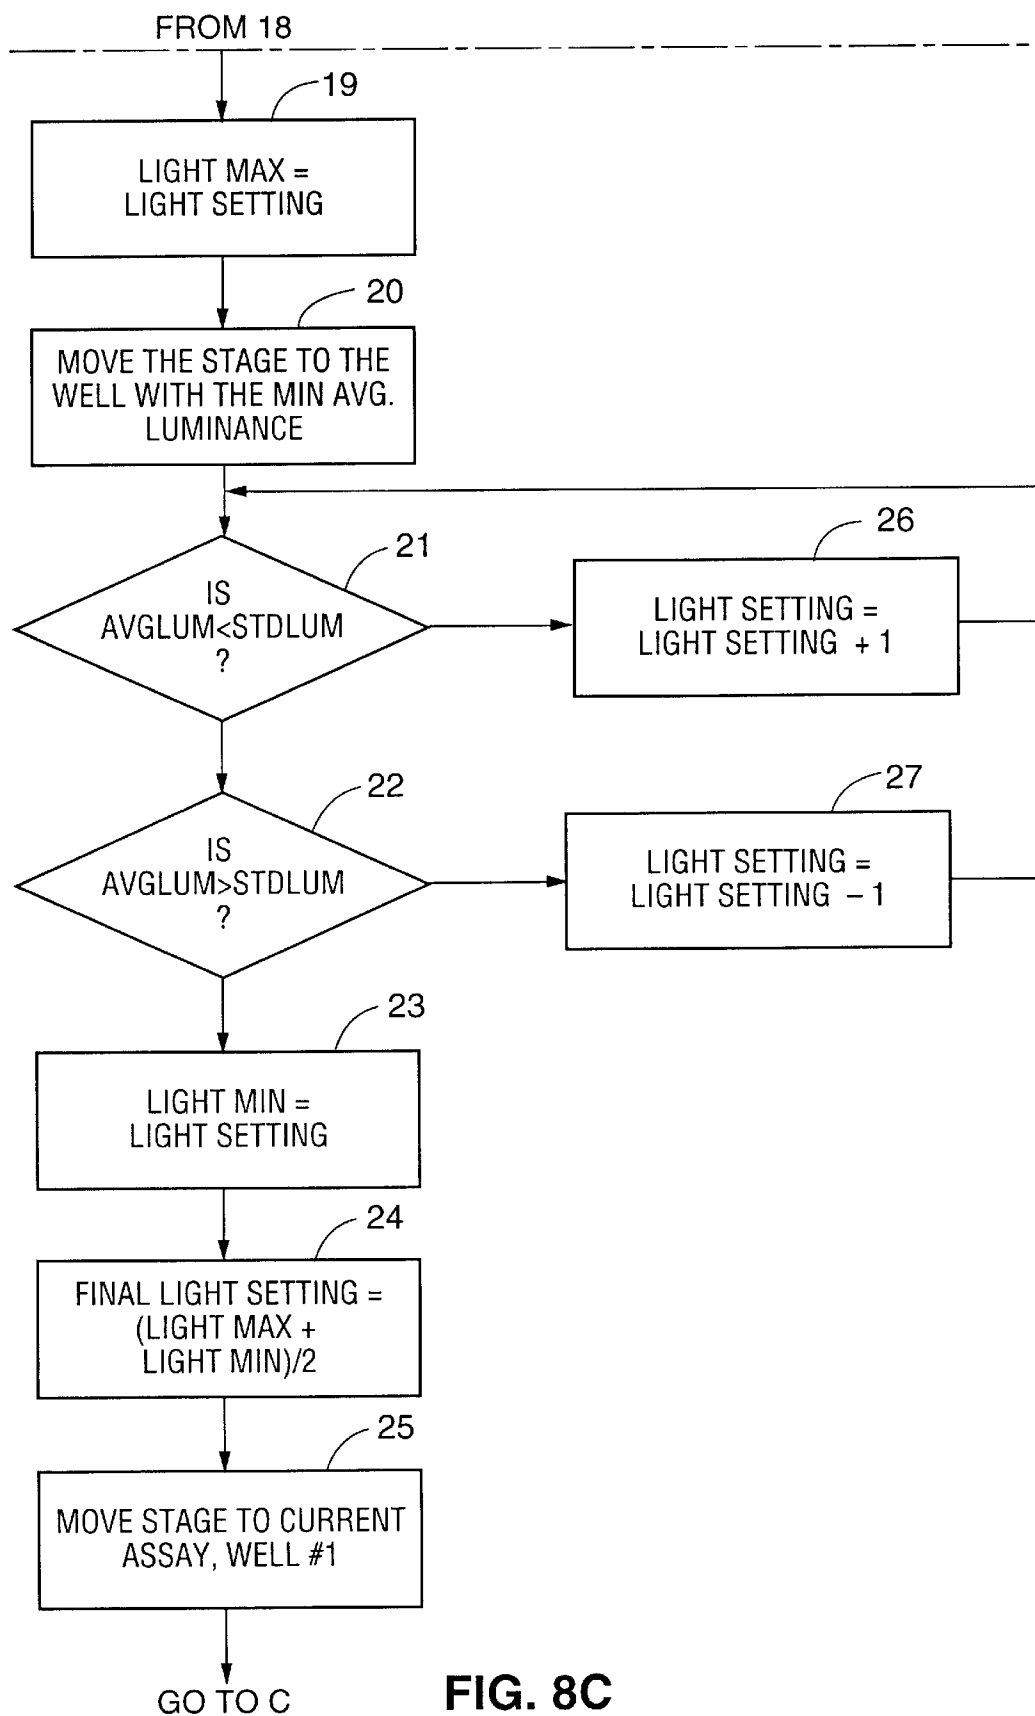 FROM 18
19
LIGHT MAX =
LIGHT SETTING
20
MOVE THE STAGE TO THE
WELL WITH THE MIN AVG.
LUMINANCE
21
IS
AVGLUM<STDLUM
?
26
LIGHT SETTING =
LIGHT SETTING + 1
22
IS
AVGLUM>STDLUM
?
27
LIGHT SETTING =
LIGHT SETTING – 1
23
LIGHT MIN =
LIGHT SETTING
24
FINAL LIGHT SETTING =
(LIGHT MAX +
LIGHT MIN)/2
25
MOVE STAGE TO CURRENT
ASSAY, WELL #1
GO TO C
FIG. 8C